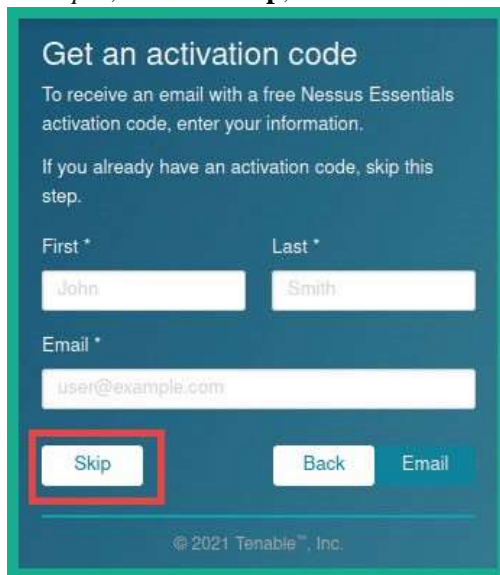 Get an activation code
To receive an email with a free Nessus Essentials
activation code, enter your information.
If you already have an activation code, skip this
step.
First * Last *
John Smith
Email *
user@example.com
Skip Back Email
© 2021 Tenable™, Inc.